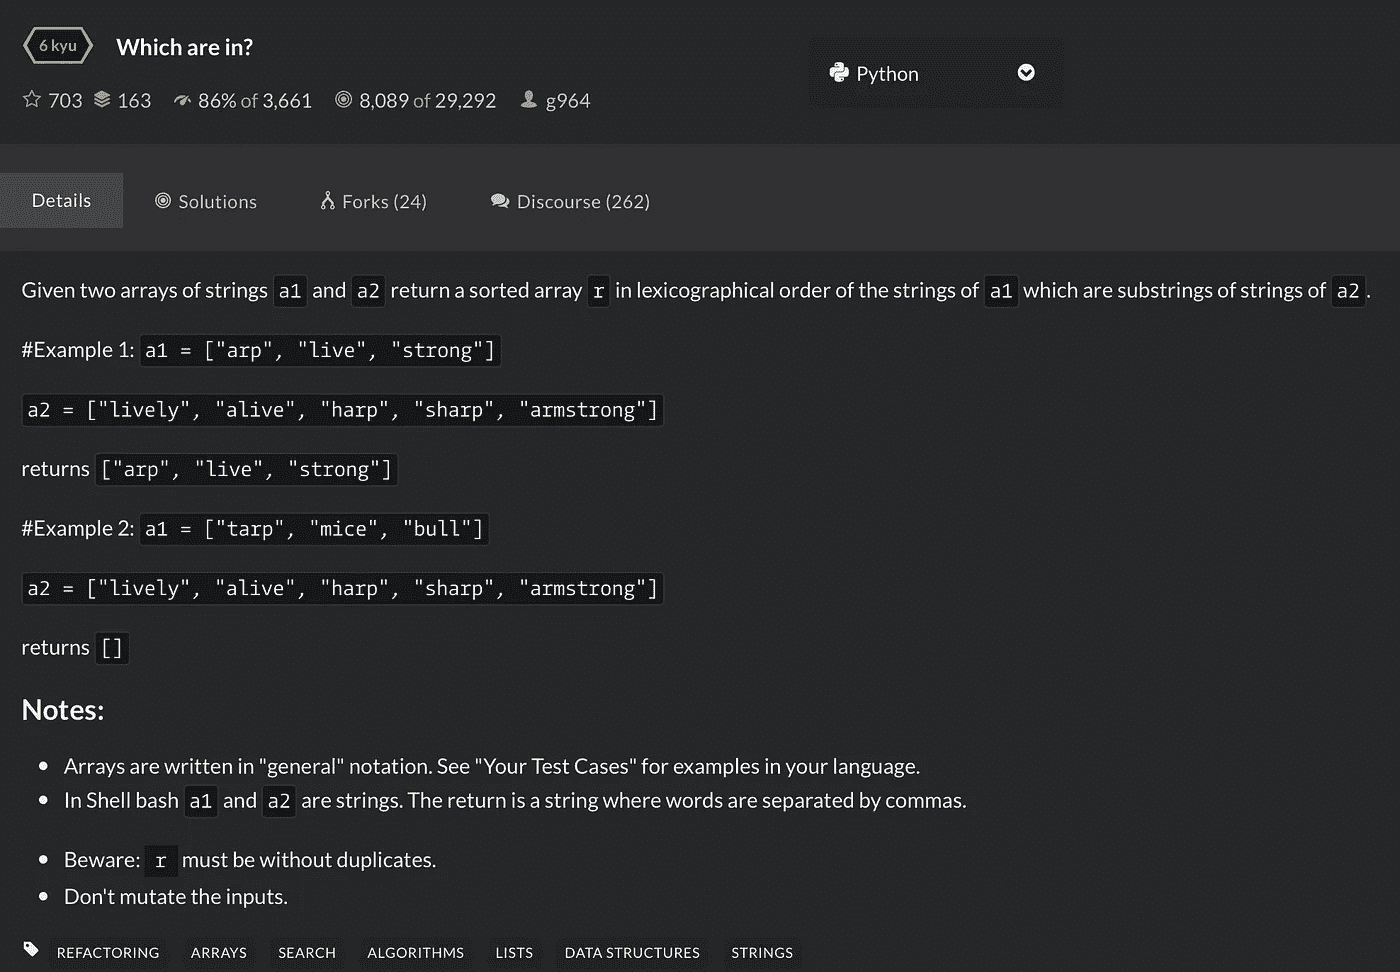 6 kyu Which are in?
Python
703 163 86% of 3,661 8,089 of 29,292 g964
Details Solutions Forks (24) Discourse (262)
Given two arrays of strings a1 and a2 return a sorted array r in lexicographical order of the strings of a1 which are substrings of strings of a2.
#Example 1: a1 = ["arp", "live", "strong"]
a2 = ["lively", "alive", "harp", "sharp", "armstrong"]
returns ["arp", "live", "strong"]
#Example 2: a1 = ["tarp", "mice", "bull"]
a2 = ["lively", "alive", "harp", "sharp", "armstrong"]
returns []
Notes:
• Arrays are written in "general" notation. See "Your Test Cases" for examples in your language.
• In Shell bash a1 and a2 are strings. The return is a string where words are separated by commas.
• Beware: r must be without duplicates.
• Don't mutate the inputs.
REFACTORING ARRAYS SEARCH ALGORITHMS LISTS DATA STRUCTURES STRINGS